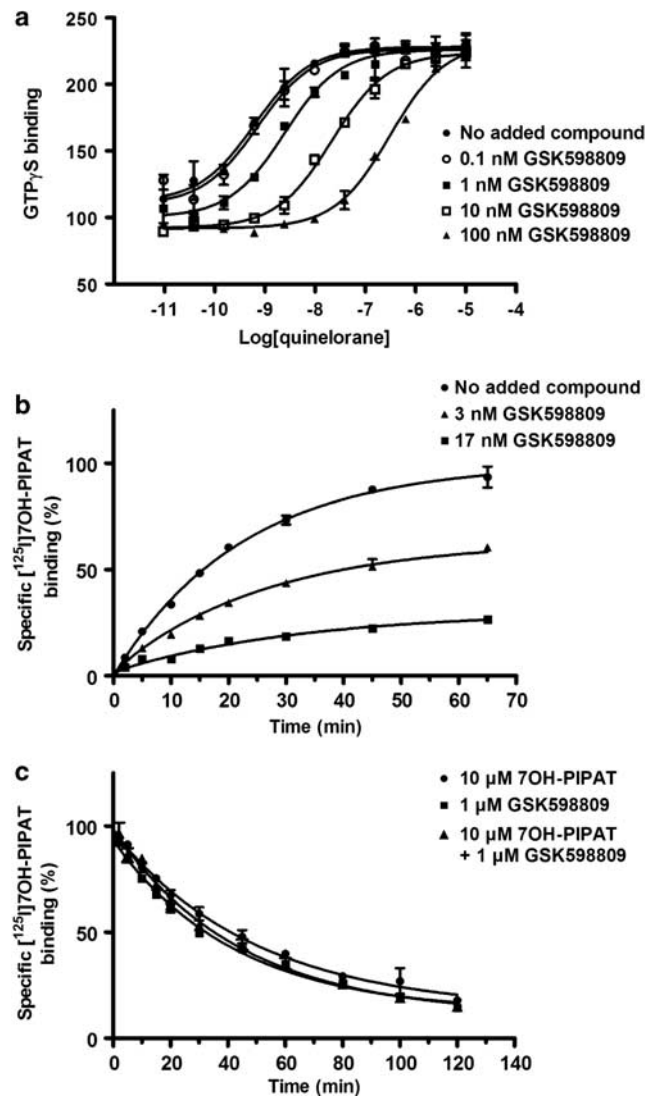 a
250
200
150
100
50
GTPγS binding
-11 -10 -9 -8 -7 -6 -5 -4
Log[quinelorane]
No added compound
0.1 nM GSK598809
1 nM GSK598809
10 nM GSK598809
100 nM GSK598809
b
No added compound
3 nM GSK598809
17 nM GSK598809
100
50
0
Specific [¹²⁵I]7OH-PIPAT
binding (%)
0 10 20 30 40 50 60 70
Time (min)
c
10 µM 7OH-PIPAT
1 µM GSK598809
10 µM 7OH-PIPAT
+ 1 µM GSK598809
100
50
0
Specific [¹²⁵I]7OH-PIPAT
binding (%)
0 20 40 60 80 100 120 140
Time (min)